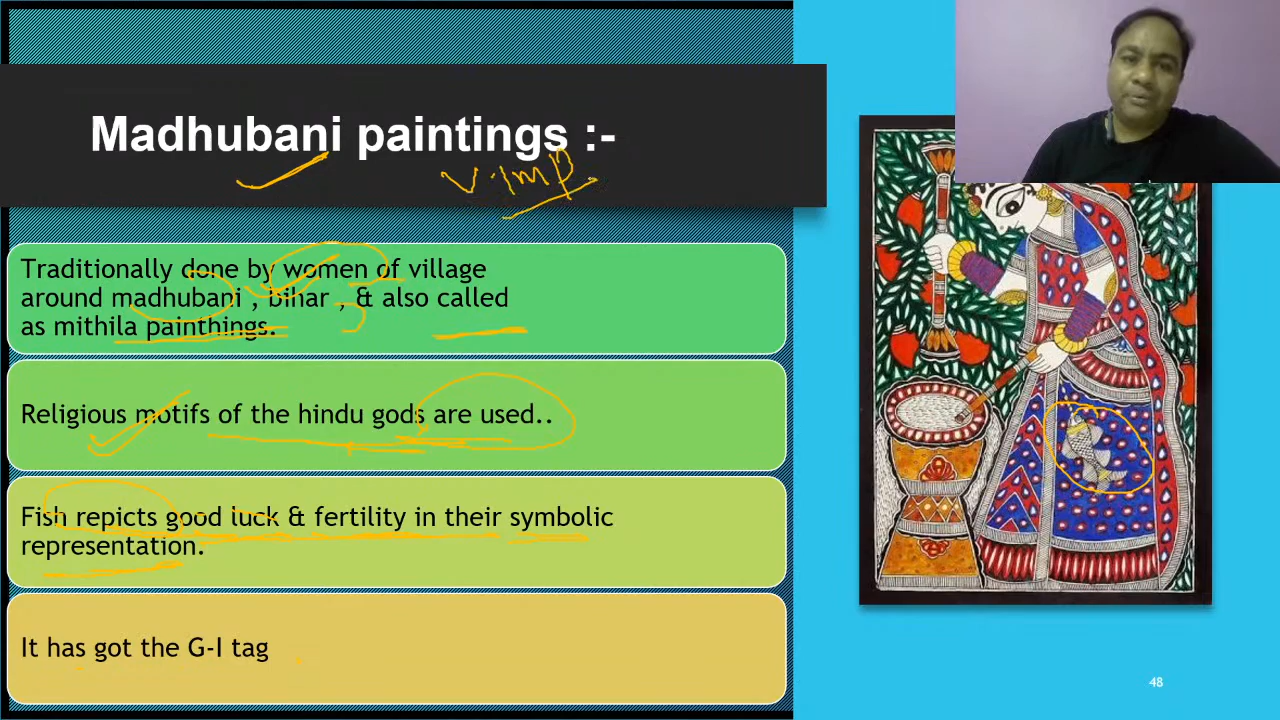 Madhubani paintings :-
v.imp
Traditionally done by women of village
around madhubani , bihar , & also called
as mithila painthings.
Religious motifs of the hindu gods are used..
Fish repicts good luck & fertility in their symbolic
representation.
It has got the G-I tag
48